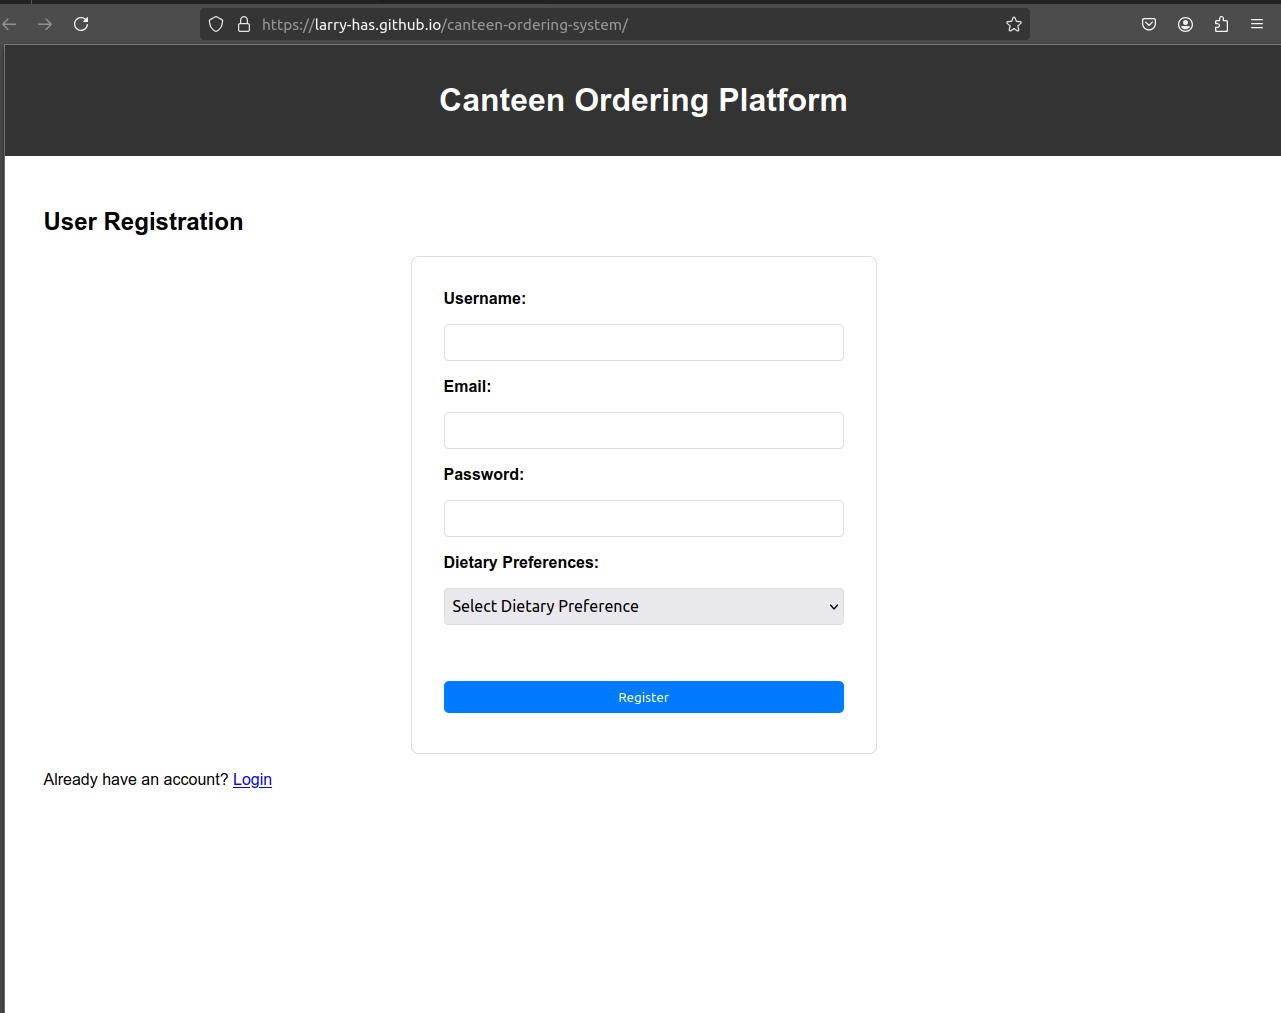 https://larry-has.github.io/canteen-ordering-system/
Canteen Ordering Platform
User Registration
Username:
Email:
Password:
Dietary Preferences:
Select Dietary Preference
Register
Already have an account? Login